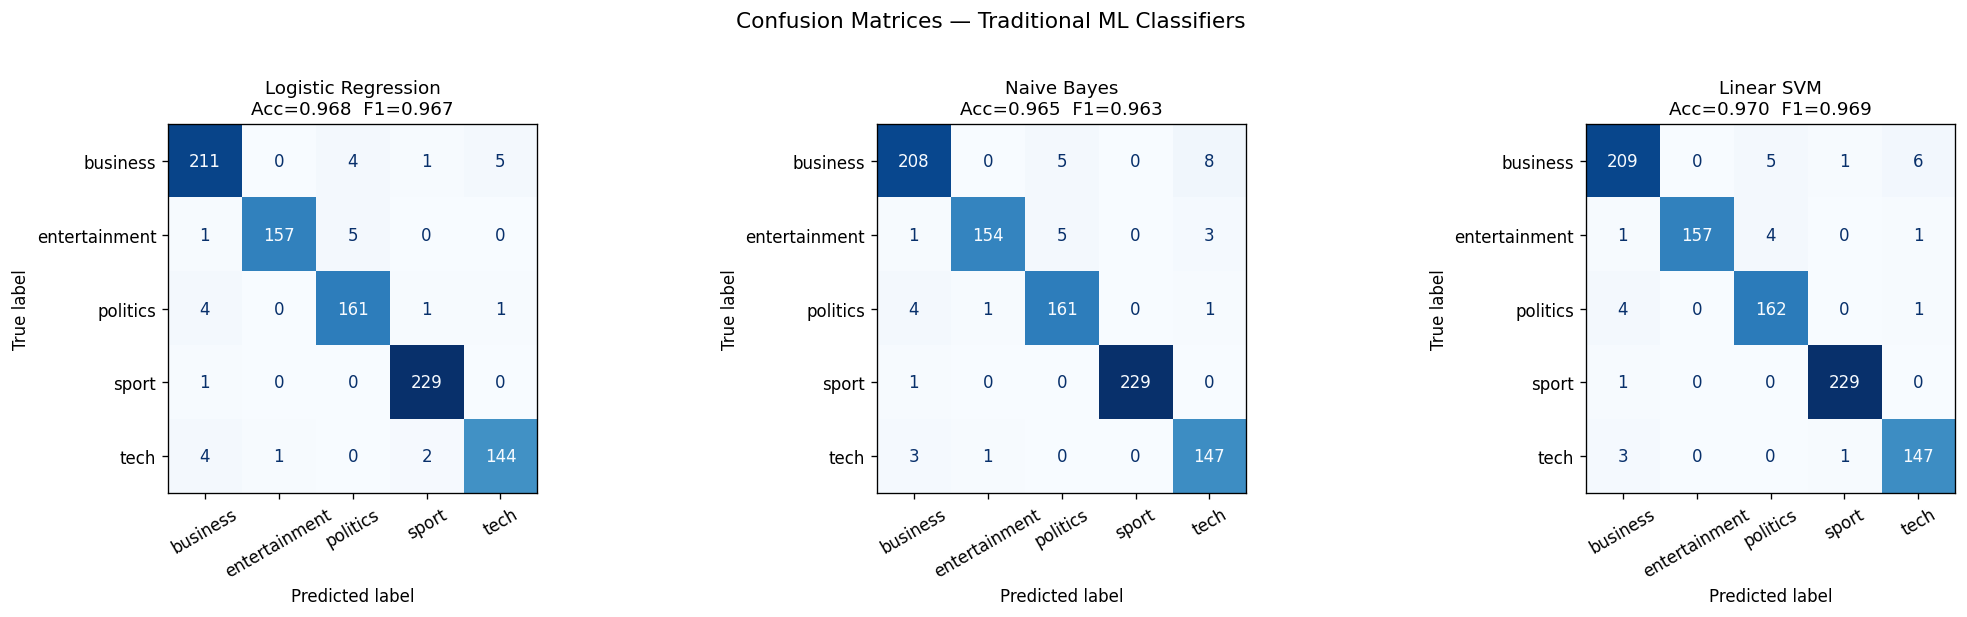 Confusion Matrices — Traditional ML Classifiers
Logistic Regression
Acc=0.968  F1=0.967
True label
business 211 0 4 1 5
entertainment 1 157 5 0 0
politics 4 0 161 1 1
sport 1 0 0 229 0
tech 4 1 0 2 144
business entertainment politics sport tech
Predicted label
Naive Bayes
Acc=0.965  F1=0.963
True label
business 208 0 5 0 8
entertainment 1 154 5 0 3
politics 4 1 161 0 1
sport 1 0 0 229 0
tech 3 1 0 0 147
business entertainment politics sport tech
Predicted label
Linear SVM
Acc=0.970  F1=0.969
True label
business 209 0 5 1 6
entertainment 1 157 4 0 1
politics 4 0 162 0 1
sport 1 0 0 229 0
tech 3 0 0 1 147
business entertainment politics sport tech
Predicted label